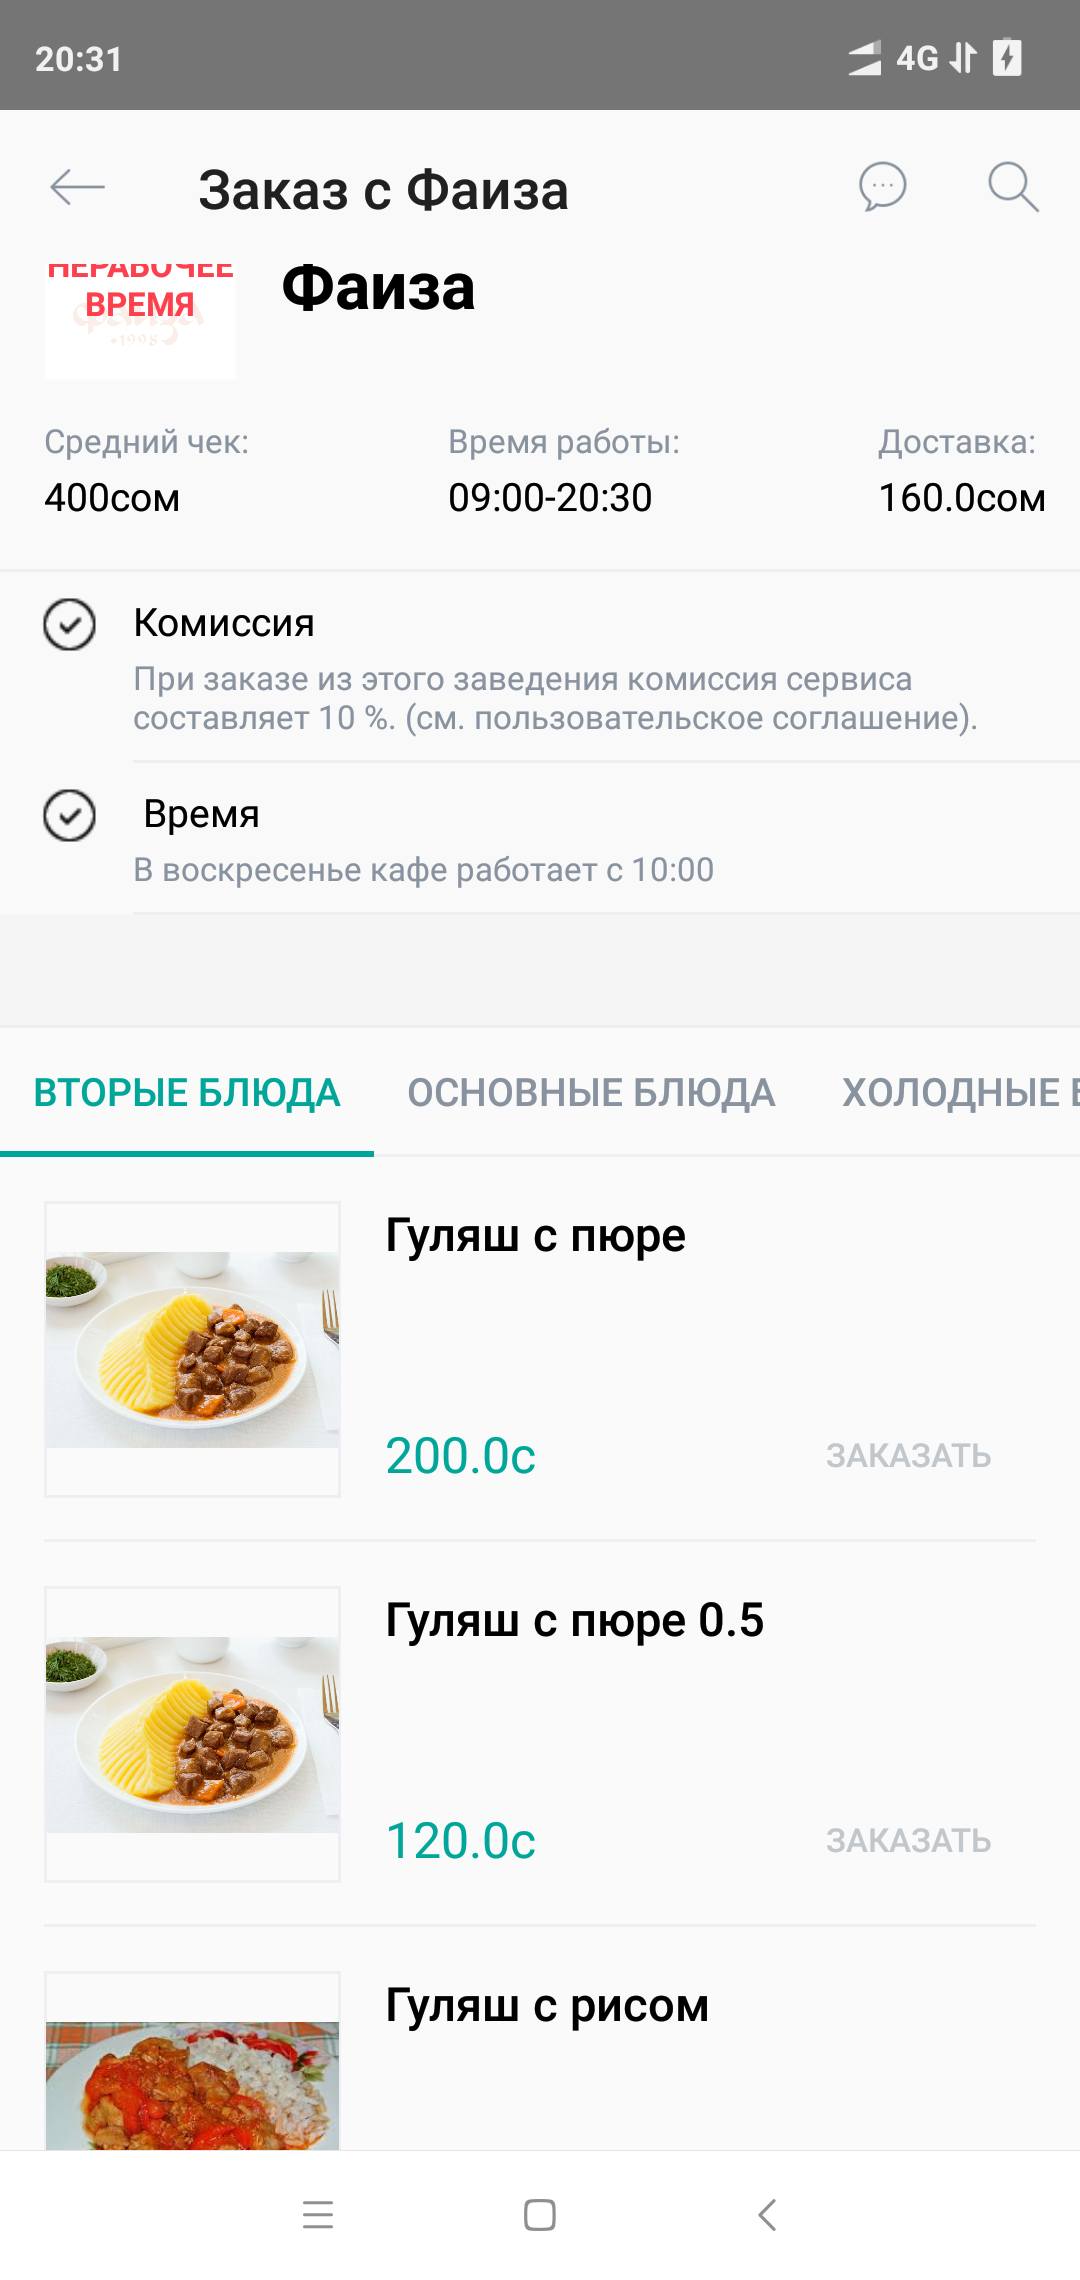 20:31
4G
Заказ с Фаиза
НЕРАБОЧЕЕ
ВРЕМЯ
Фаиза
•1998
Фаиза
Средний чек:
Время работы:
Доставка:
400сом
09:00-20:30
160.0сом
Комиссия
При заказе из этого заведения комиссия сервиса
составляет 10 %. (см. пользовательское соглашение).
Время
В воскресенье кафе работает с 10:00
ВТОРЫЕ БЛЮДА
ОСНОВНЫЕ БЛЮДА
ХОЛОДНЫЕ
Гуляш с пюре
200.0с
ЗАКАЗАТЬ
Гуляш с пюре 0.5
120.0с
ЗАКАЗАТЬ
Гуляш с рисом